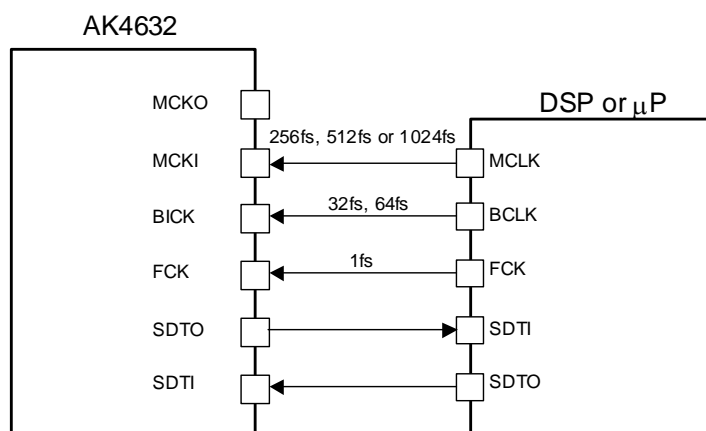 AK4632
DSP or μP
MCKO
256fs, 512fs or 1024fs
MCKI
MCLK
32fs, 64fs
BICK
BCLK
1fs
FCK
FCK
SDTO
SDTI
SDTI
SDTO